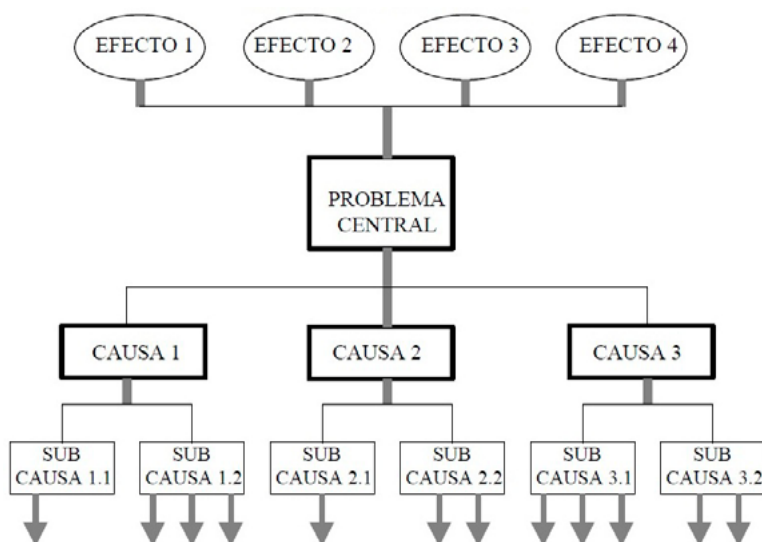 EFECTO 1
EFECTO 2
EFECTO 3
EFECTO 4
PROBLEMA
CENTRAL
CAUSA 1
CAUSA 2
CAUSA 3
SUB
CAUSA 1.1
SUB
CAUSA 1.2
SUB
CAUSA 2.1
SUB
CAUSA 2.2
SUB
CAUSA 3.1
SUB
CAUSA 3.2